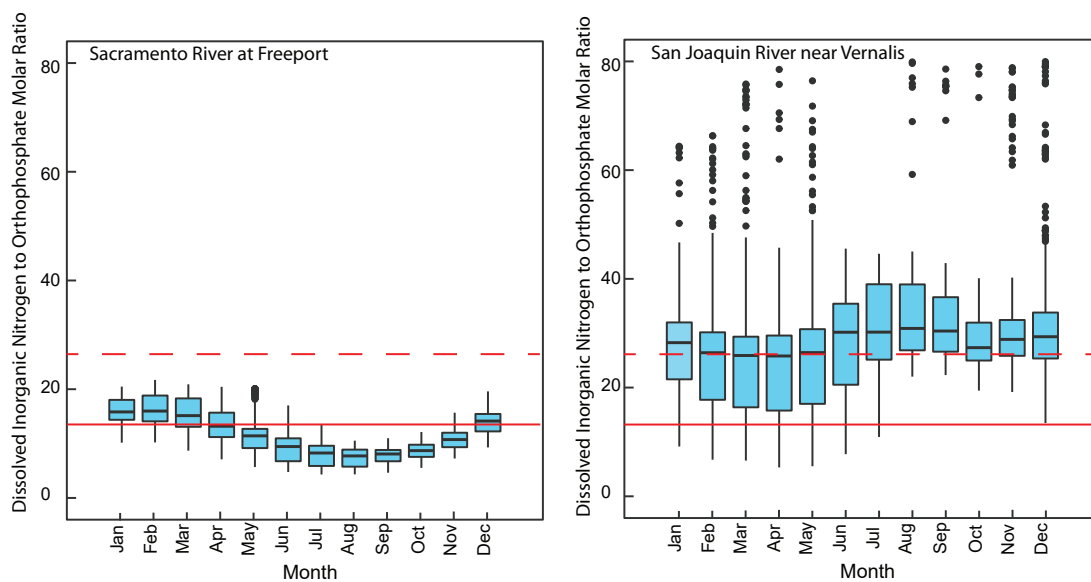 Sacramento River at Freeport
Dissolved Inorganic Nitrogen to Orthophosphate Molar Ratio
80
60
40
20
0
Jan
Feb
Mar
Apr
May
Jun
Jul
Aug
Sep
Oct
Nov
Dec
Month
San Joaquin River near Vernalis
Dissolved Inorganic Nitrogen to Orthophosphate Molar Ratio
80
60
40
20
0
Jan
Feb
Mar
Apr
May
Jun
Jul
Aug
Sep
Oct
Nov
Dec
Month